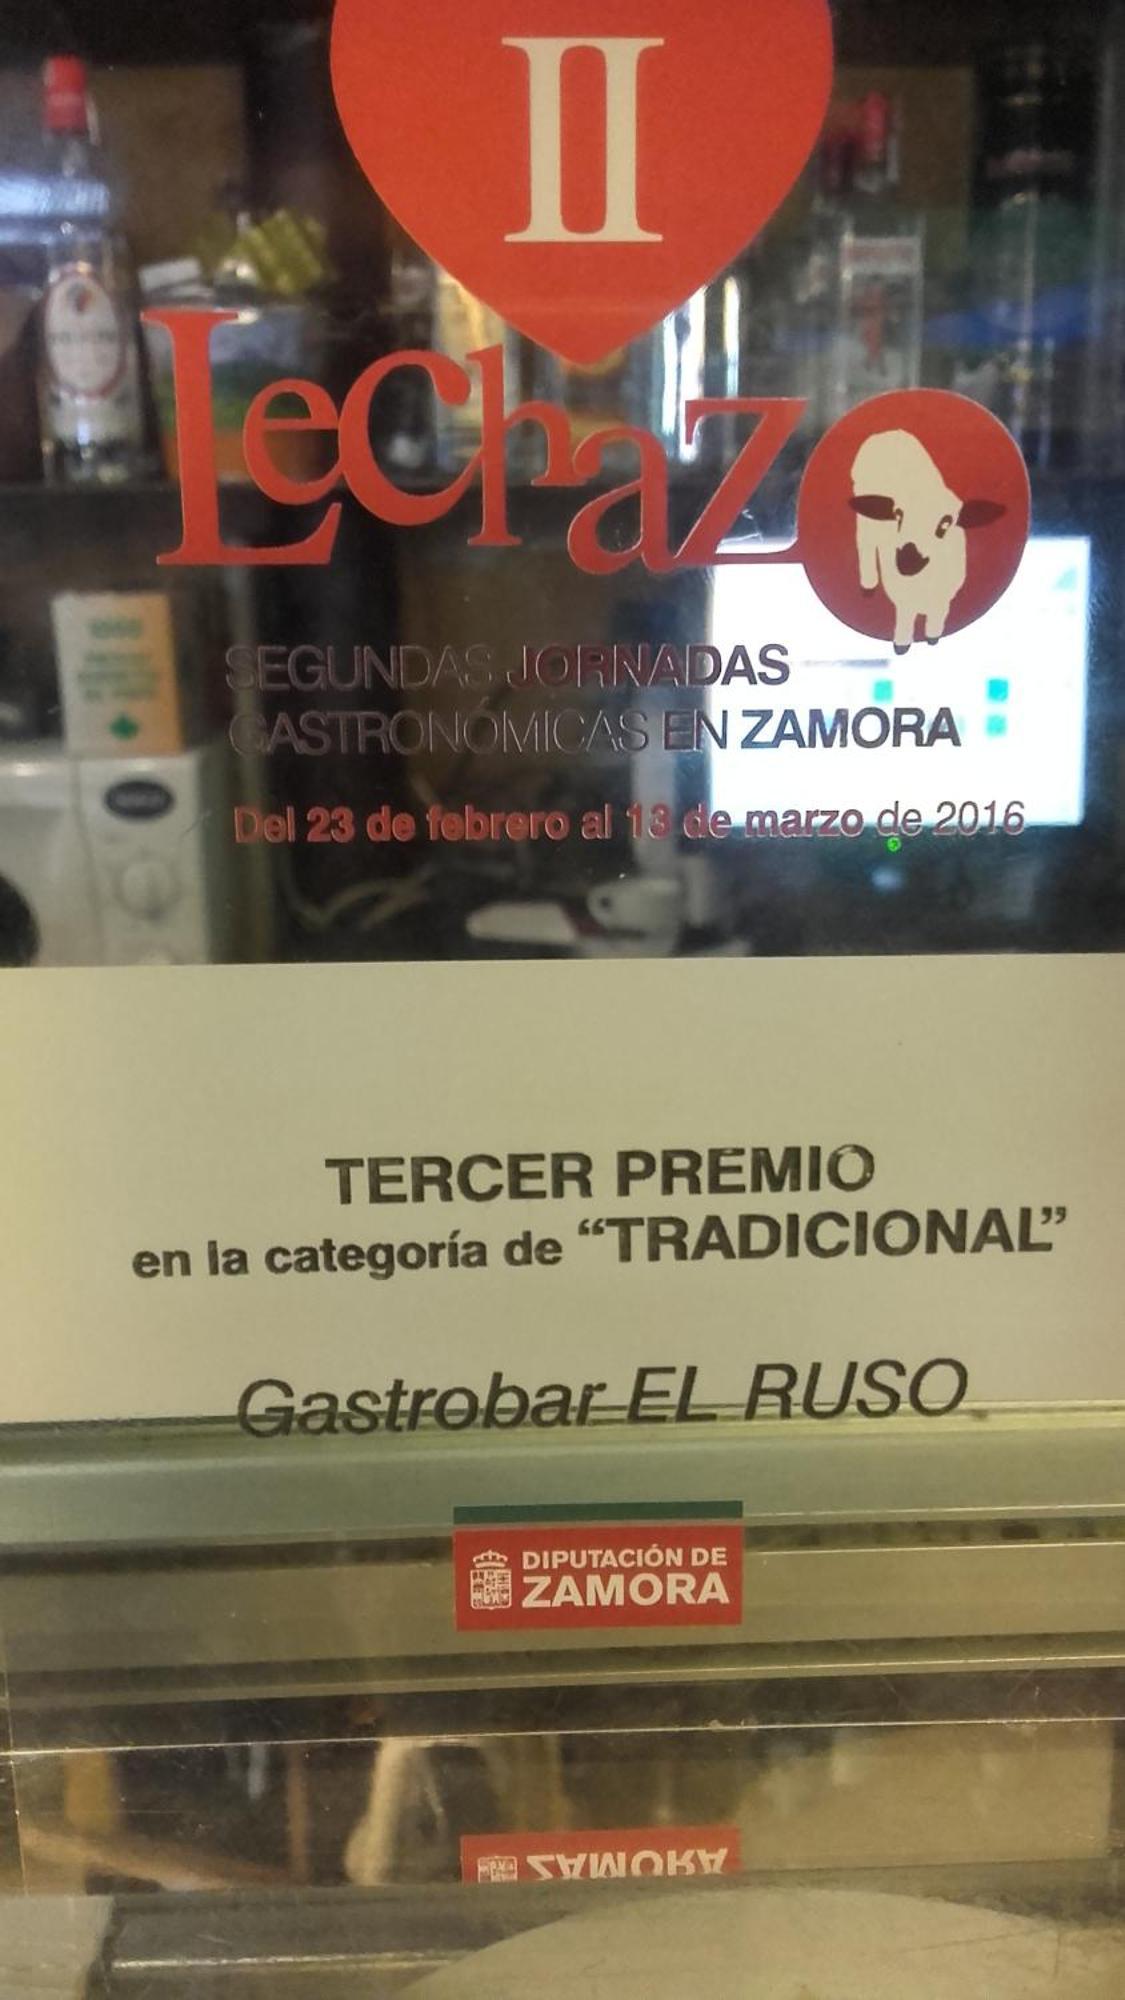 II
Lechazo
SEGUNDAS JORNADAS
GASTRONÓMICAS EN ZAMORA
Del 23 de febrero al 13 de marzo de 2016
TERCER PREMIO
en la categoría de “TRADICIONAL”
Gastrobar EL RUSO
DIPUTACIÓN DE
ZAMORA
ZAMORA